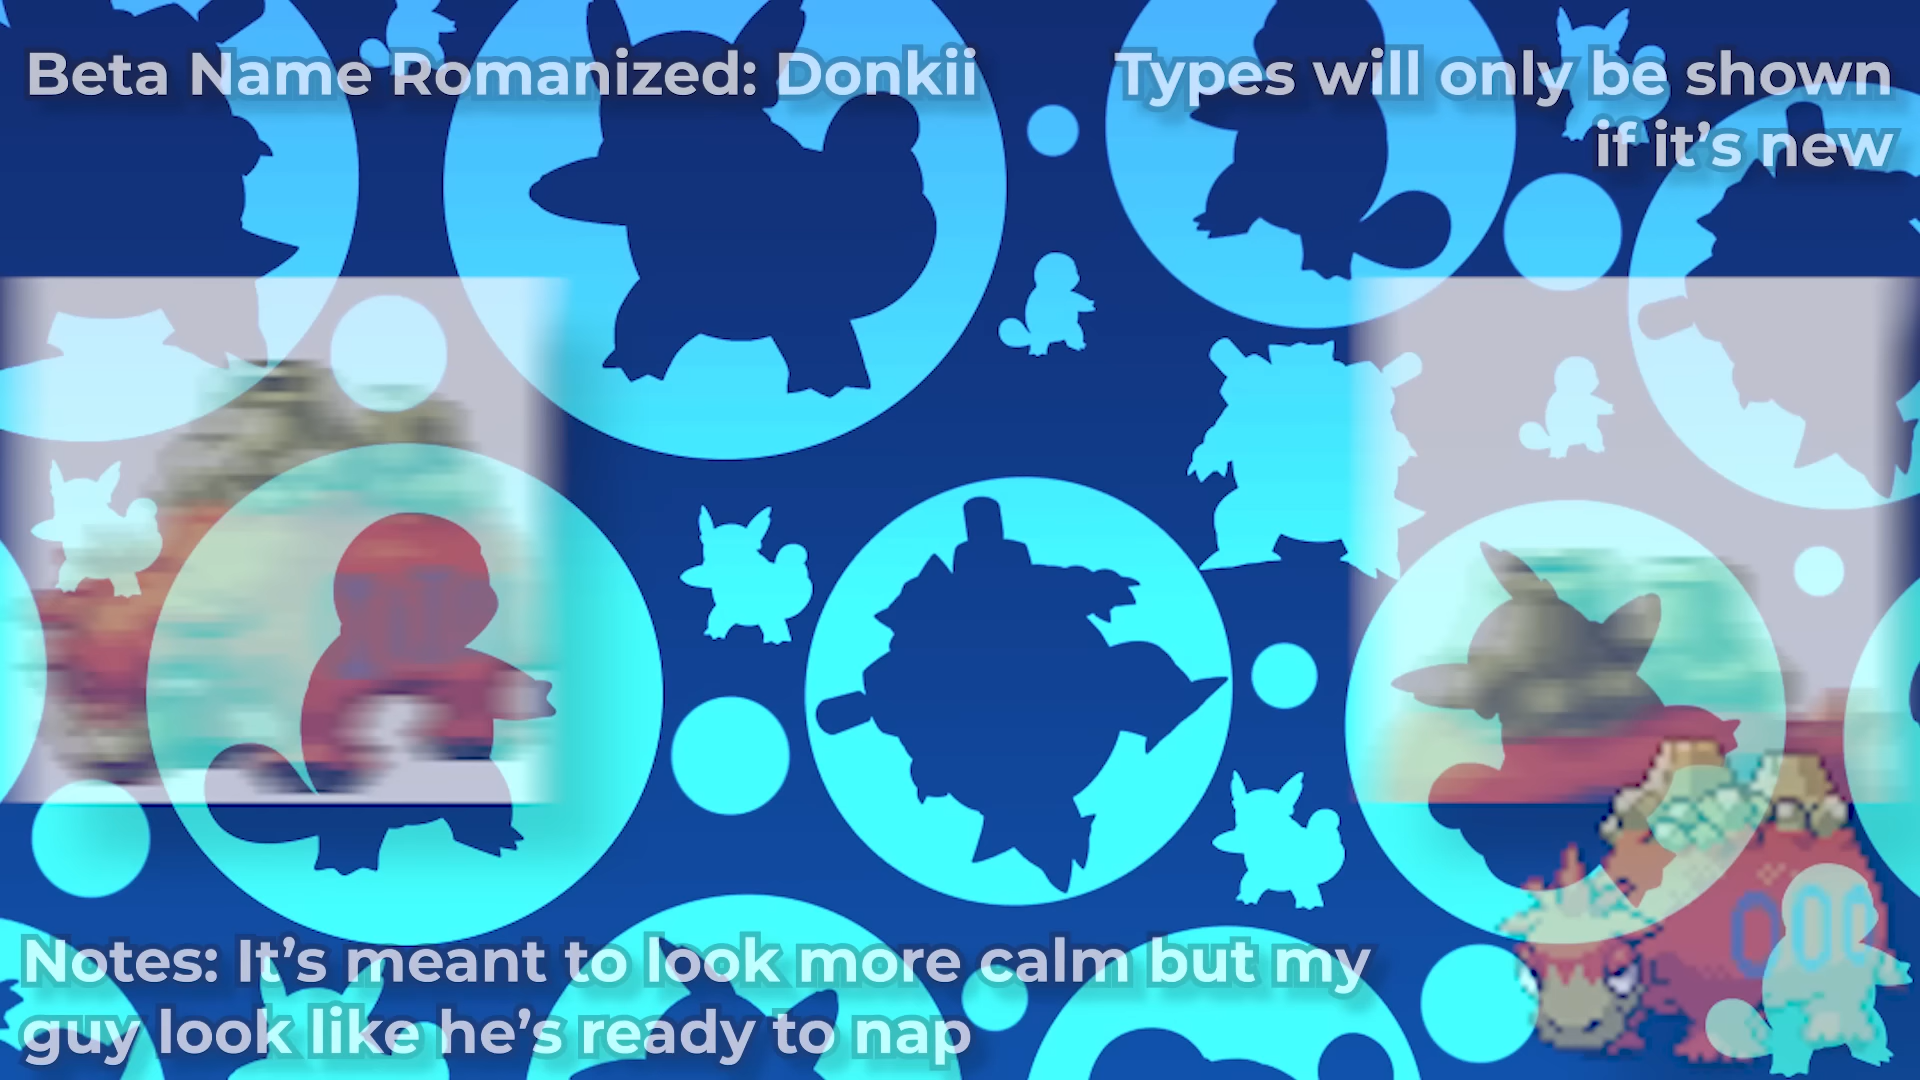 Beta Name Romanized: Donkii
Types will only be shown
if it's new
Notes: It's meant to look more calm but my
guy look like he's ready to nap